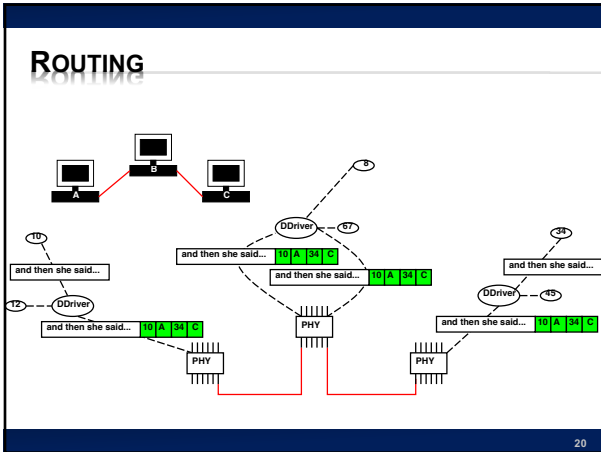 ROUTING
B
A
C
8
DDriver
67
10
34
and then she said... 10 A 34 C
and then she said...
and then she said...
and then she said... 10 A 34 C
12
DDriver
DDriver
45
and then she said... 10 A 34 C
and then she said... 10 A 34 C
PHY
PHY
PHY
20